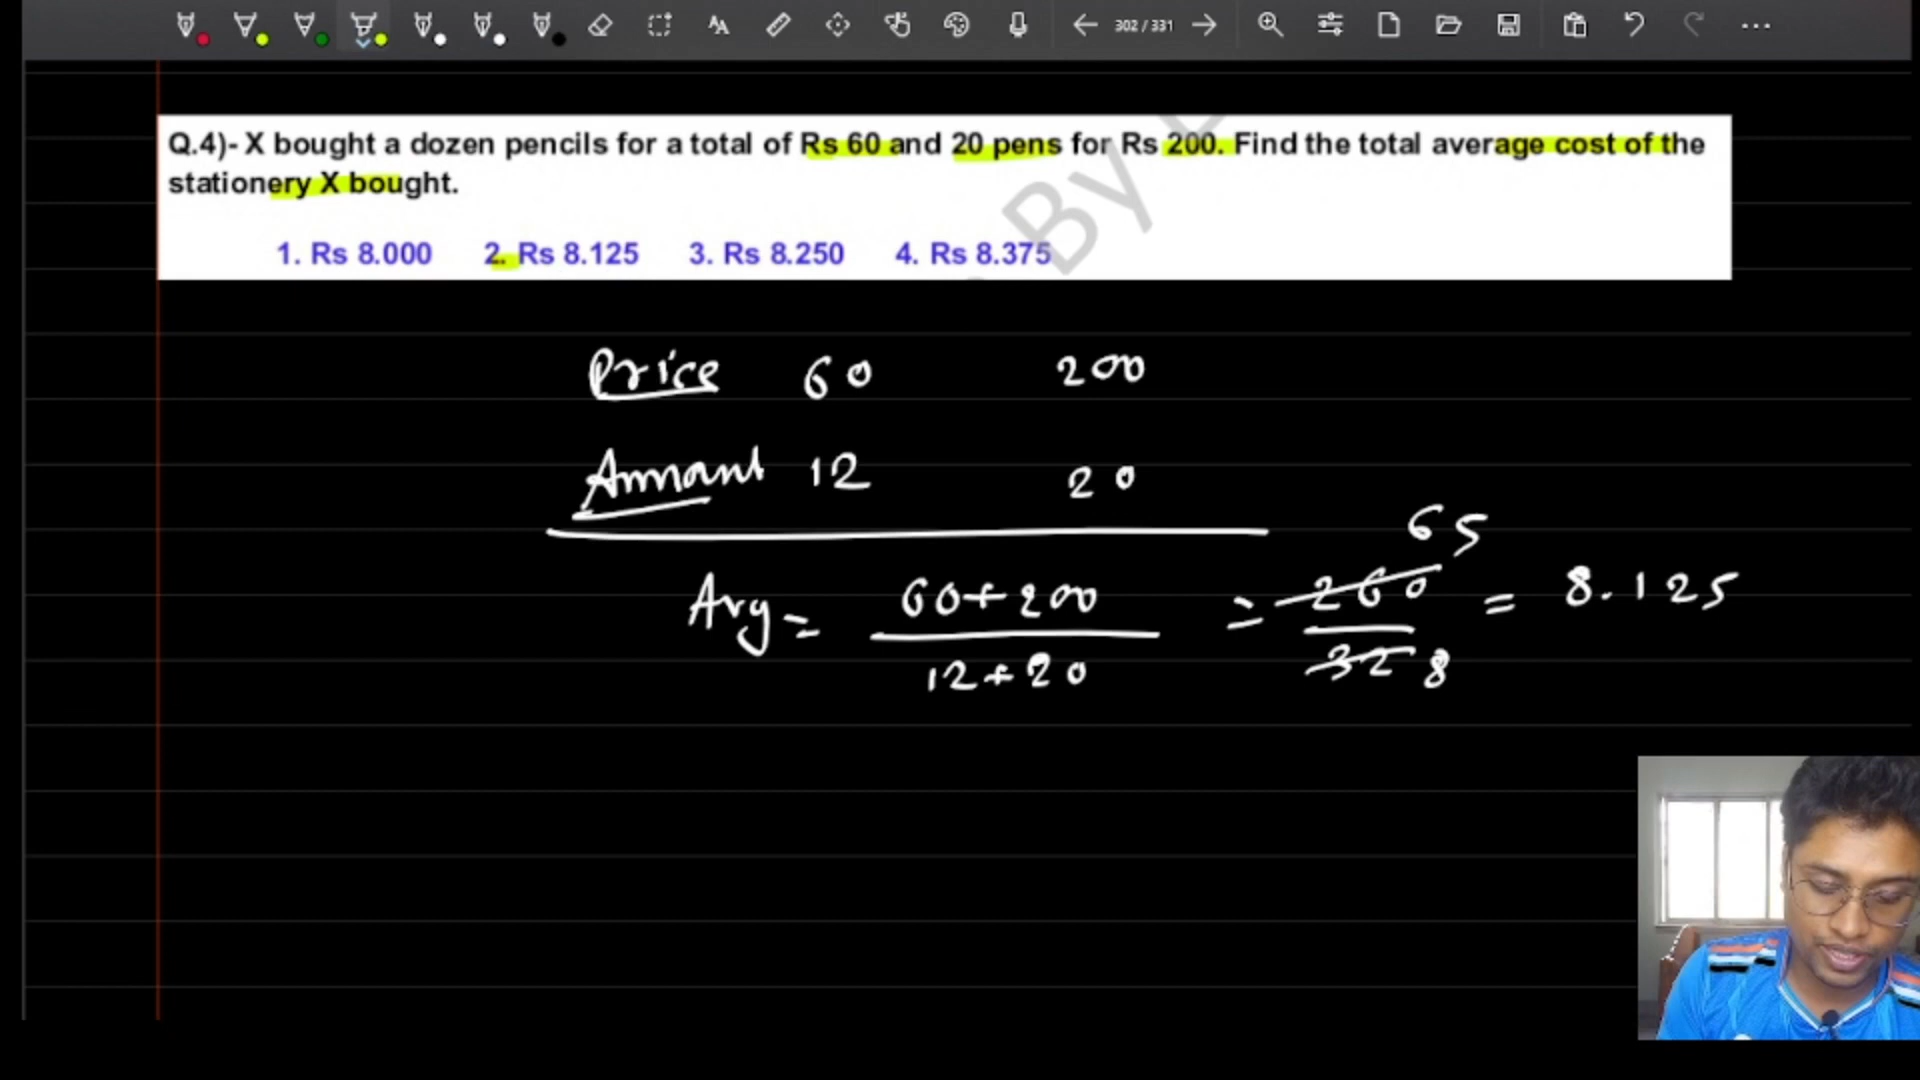 302 / 331
Q.4)- X bought a dozen pencils for a total of Rs 60 and 20 pens for Rs 200. Find the total average cost of the
stationery X bought.
By
1. Rs 8.000 2. Rs 8.125 3. Rs 8.250 4. Rs 8.375
Price 60 200
Amount 12 20
65
Avg = 60+200 = 260 = 8.125
12+20 32 8